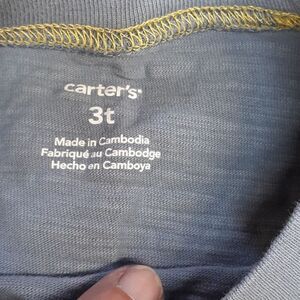 carter's®
3t
Made in Cambodia
Fabriqué au Cambodge
Hecho en Camboya